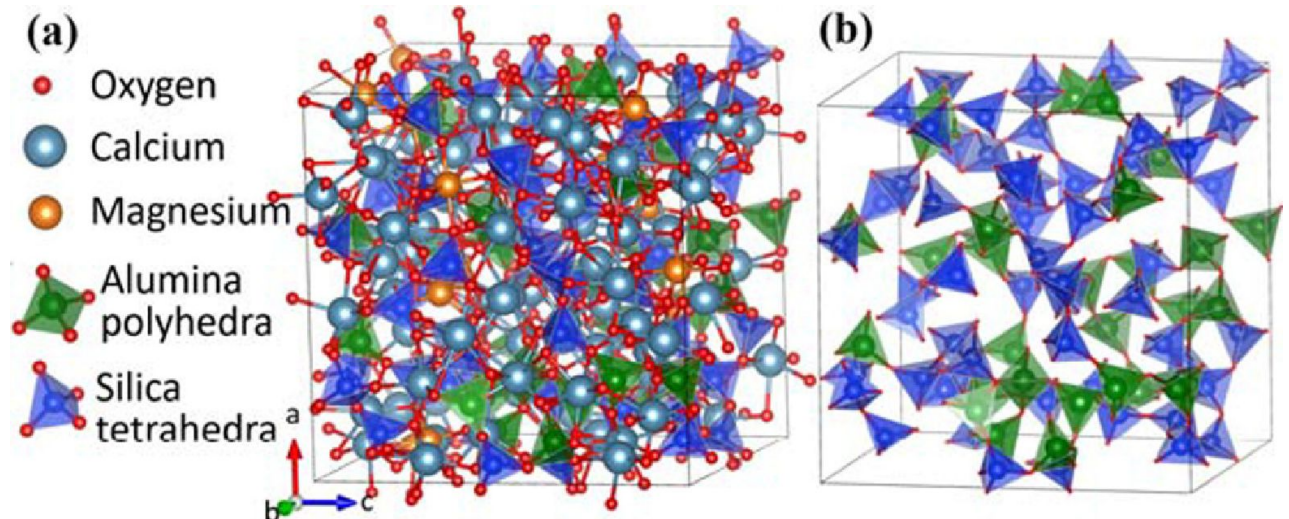 (a)
Oxygen
Calcium
Magnesium
Alumina
polyhedra
Silica
tetrahedra
a
b
c
(b)